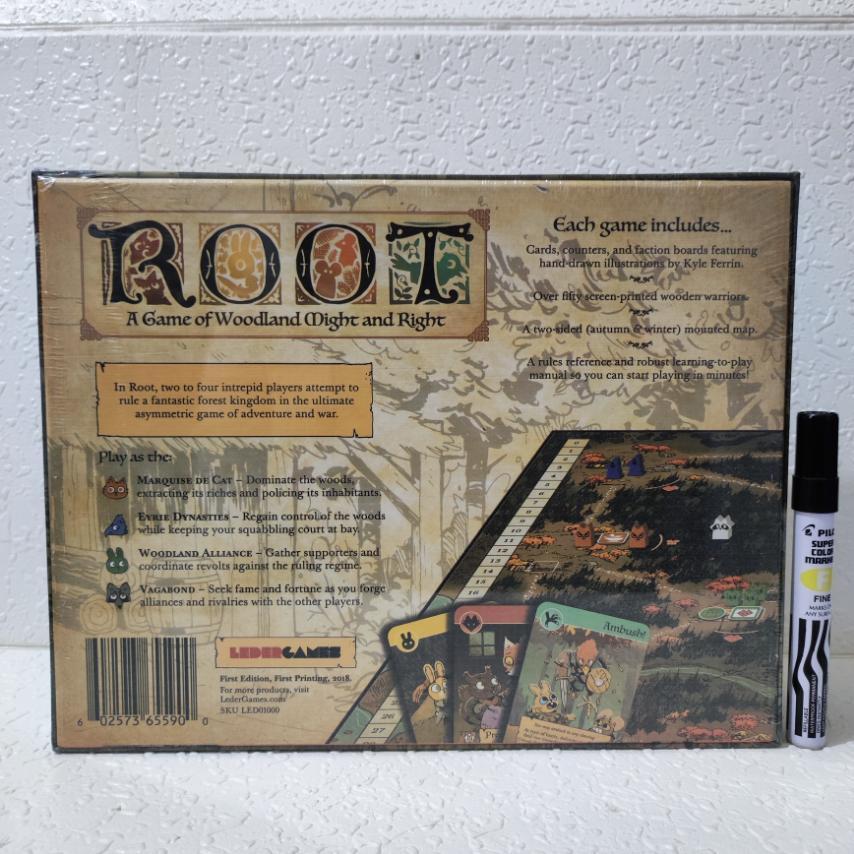 ROOT
A Game of Woodland Might and Right
Each game includes...
Cards, counters, and faction boards featuring
hand-drawn illustrations by Kyle Ferrin.
Over fifty screen-printed wooden warriors.
A two-sided (autumn & winter) mounted map.
A rules reference and robust learning-to-play
manual so you can start playing in minutes!
In Root, two to four intrepid players attempt to
rule a fantastic forest kingdom in the ultimate
asymmetric game of adventure and war.
Play as the:
MARQUISE DE CAT – Dominate the woods,
extracting its riches and policing its inhabitants.
EYRIE DYNASTIES – Regain control of the woods
while keeping your squabbling court at bay.
WOODLAND ALLIANCE – Gather supporters and
coordinate revolts against the ruling regime.
VAGABOND – Seek fame and fortune as you forge
alliances and rivalries with the other players.
LEDERGAMES
First Edition, First Printing, 2018.
For more products, visit
LederGames.com
SKU LED01000
6 02573 65590 0
Ambush!
26
27
PILO
SUPER
COLOR
MARKE
F
FINE